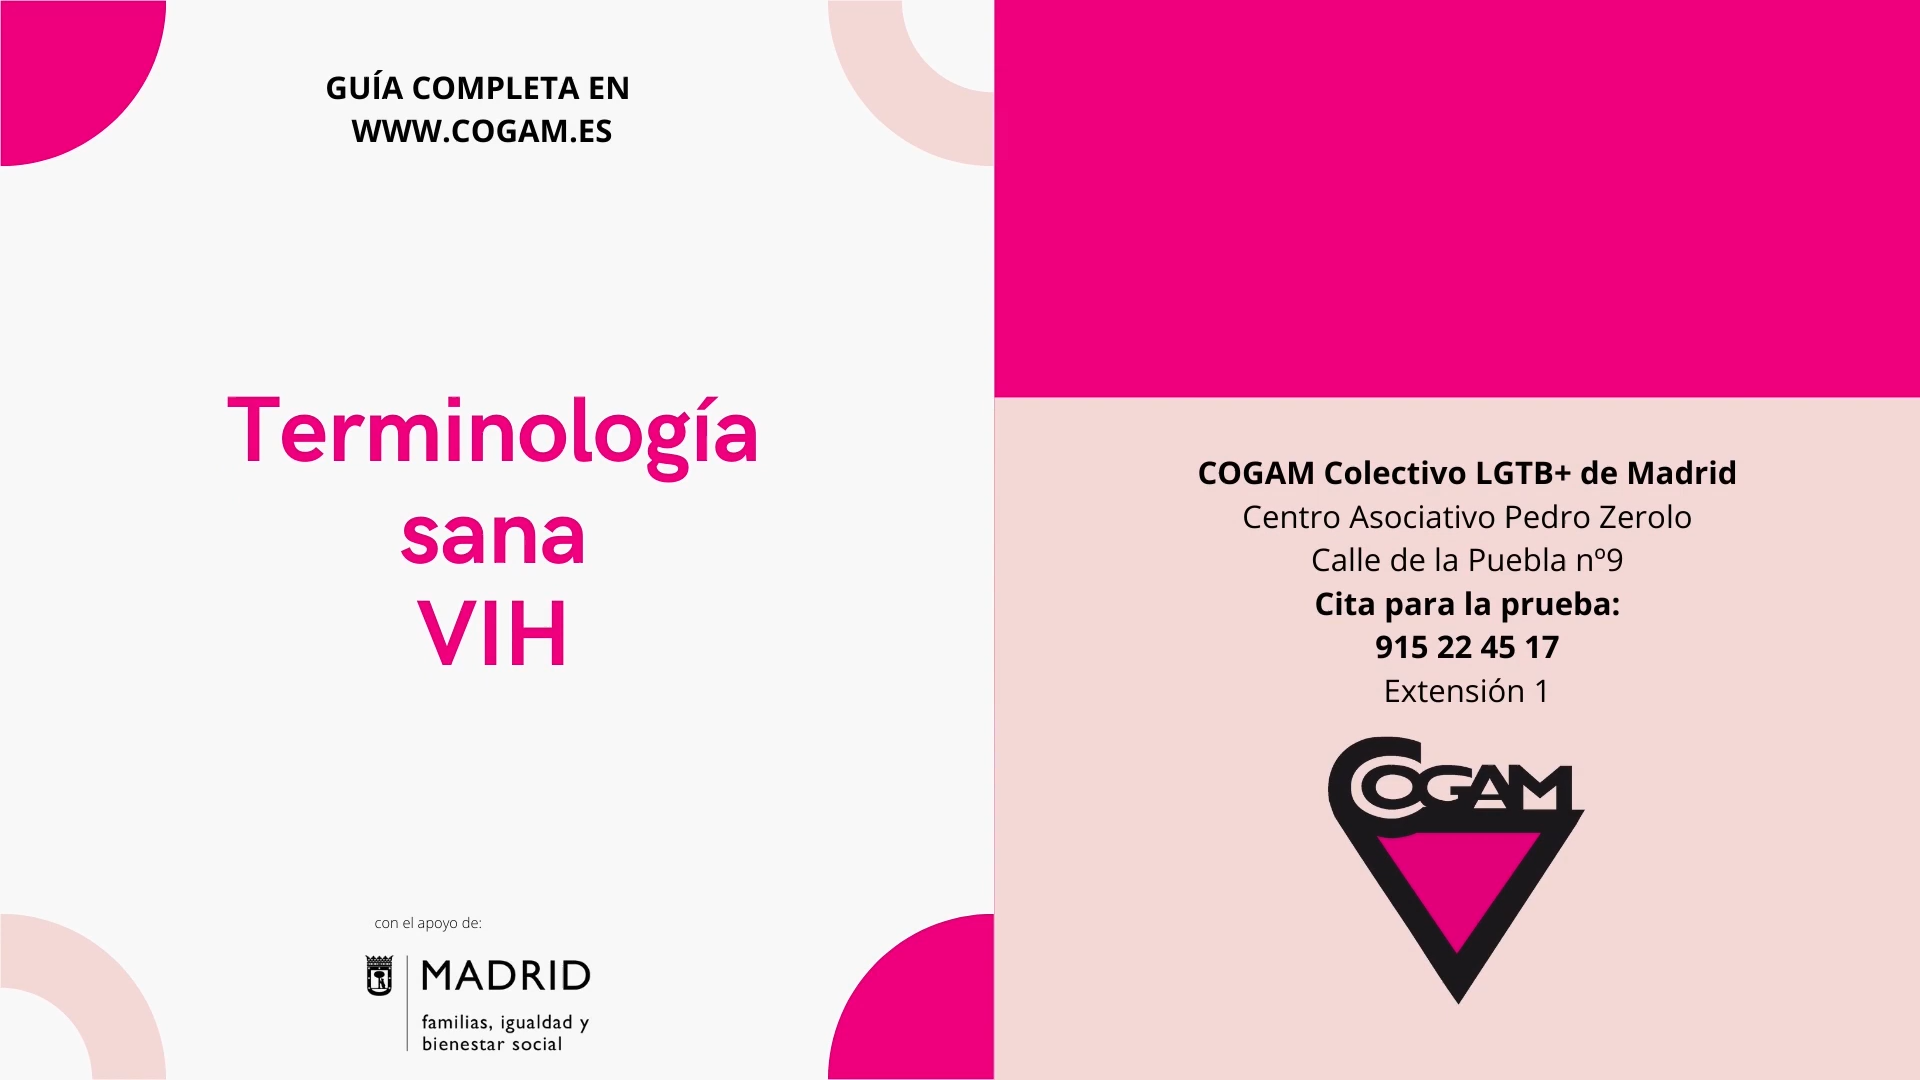 GUÍA COMPLETA EN
WWW.COGAM.ES
Terminología
sana
VIH
con el apoyo de:
MADRID
familias, igualdad y
bienestar social
COGAM Colectivo LGTB+ de Madrid
Centro Asociativo Pedro Zerolo
Calle de la Puebla nº9
Cita para la prueba:
915 22 45 17
Extensión 1
COGAM